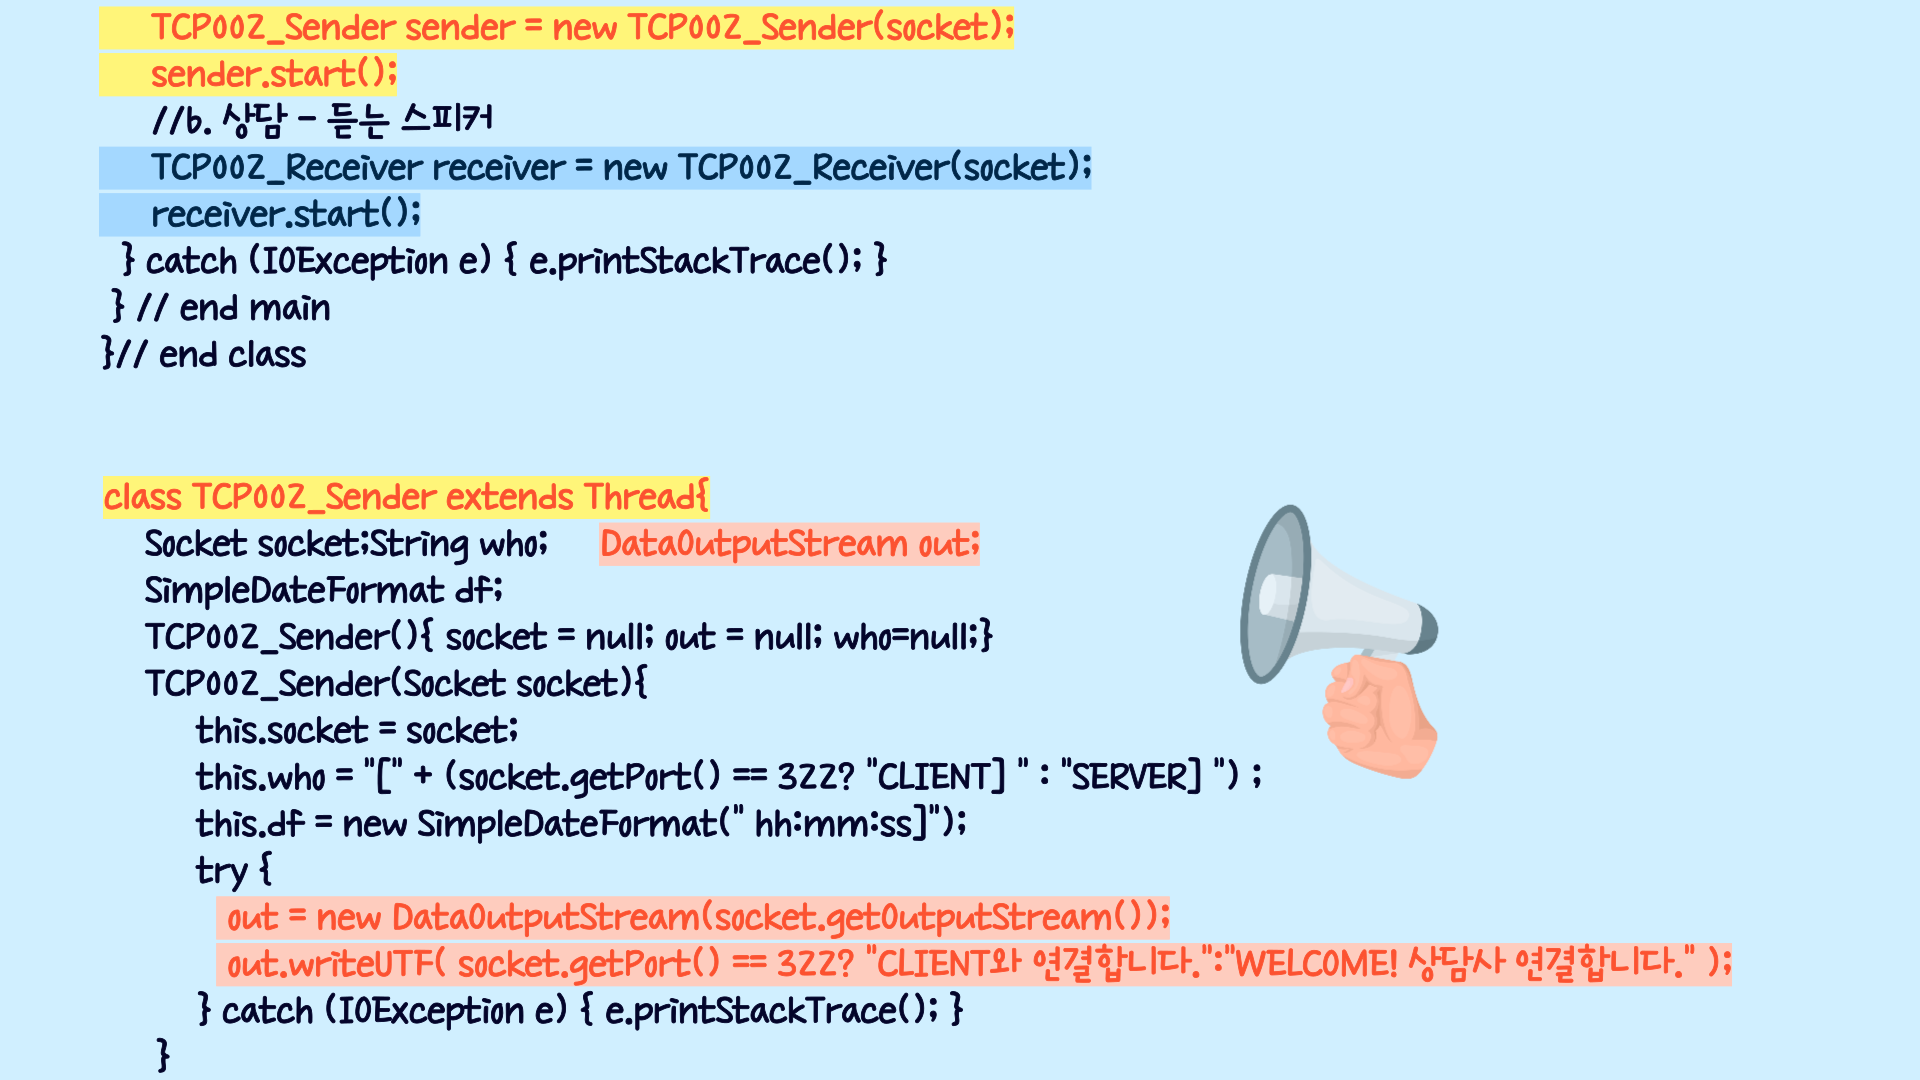 TCP002_Sender sender = new TCP002_Sender(socket);
sender.start();
//b. 상담 - 듣는 스피커
TCP002_Receiver receiver = new TCP002_Receiver(socket);
receiver.start();
} catch (IOException e) { e.printStackTrace(); }
} // end main
}// end class
class TCP002_Sender extends Thread{
Socket socket;String who; DataOutputStream out;
SimpleDateFormat df;
TCP002_Sender(){ socket = null; out = null; who=null;}
TCP002_Sender(Socket socket){
this.socket = socket;
this.who = "[" + (socket.getPort() == 322? "CLIENT] " : "SERVER] ") ;
this.df = new SimpleDateFormat(" hh:mm:ss]");
try {
out = new DataOutputStream(socket.getOutputStream());
out.writeUTF( socket.getPort() == 322? "CLIENT와 연결합니다.":"WELCOME! 상담사 연결합니다." );
} catch (IOException e) { e.printStackTrace(); }
}